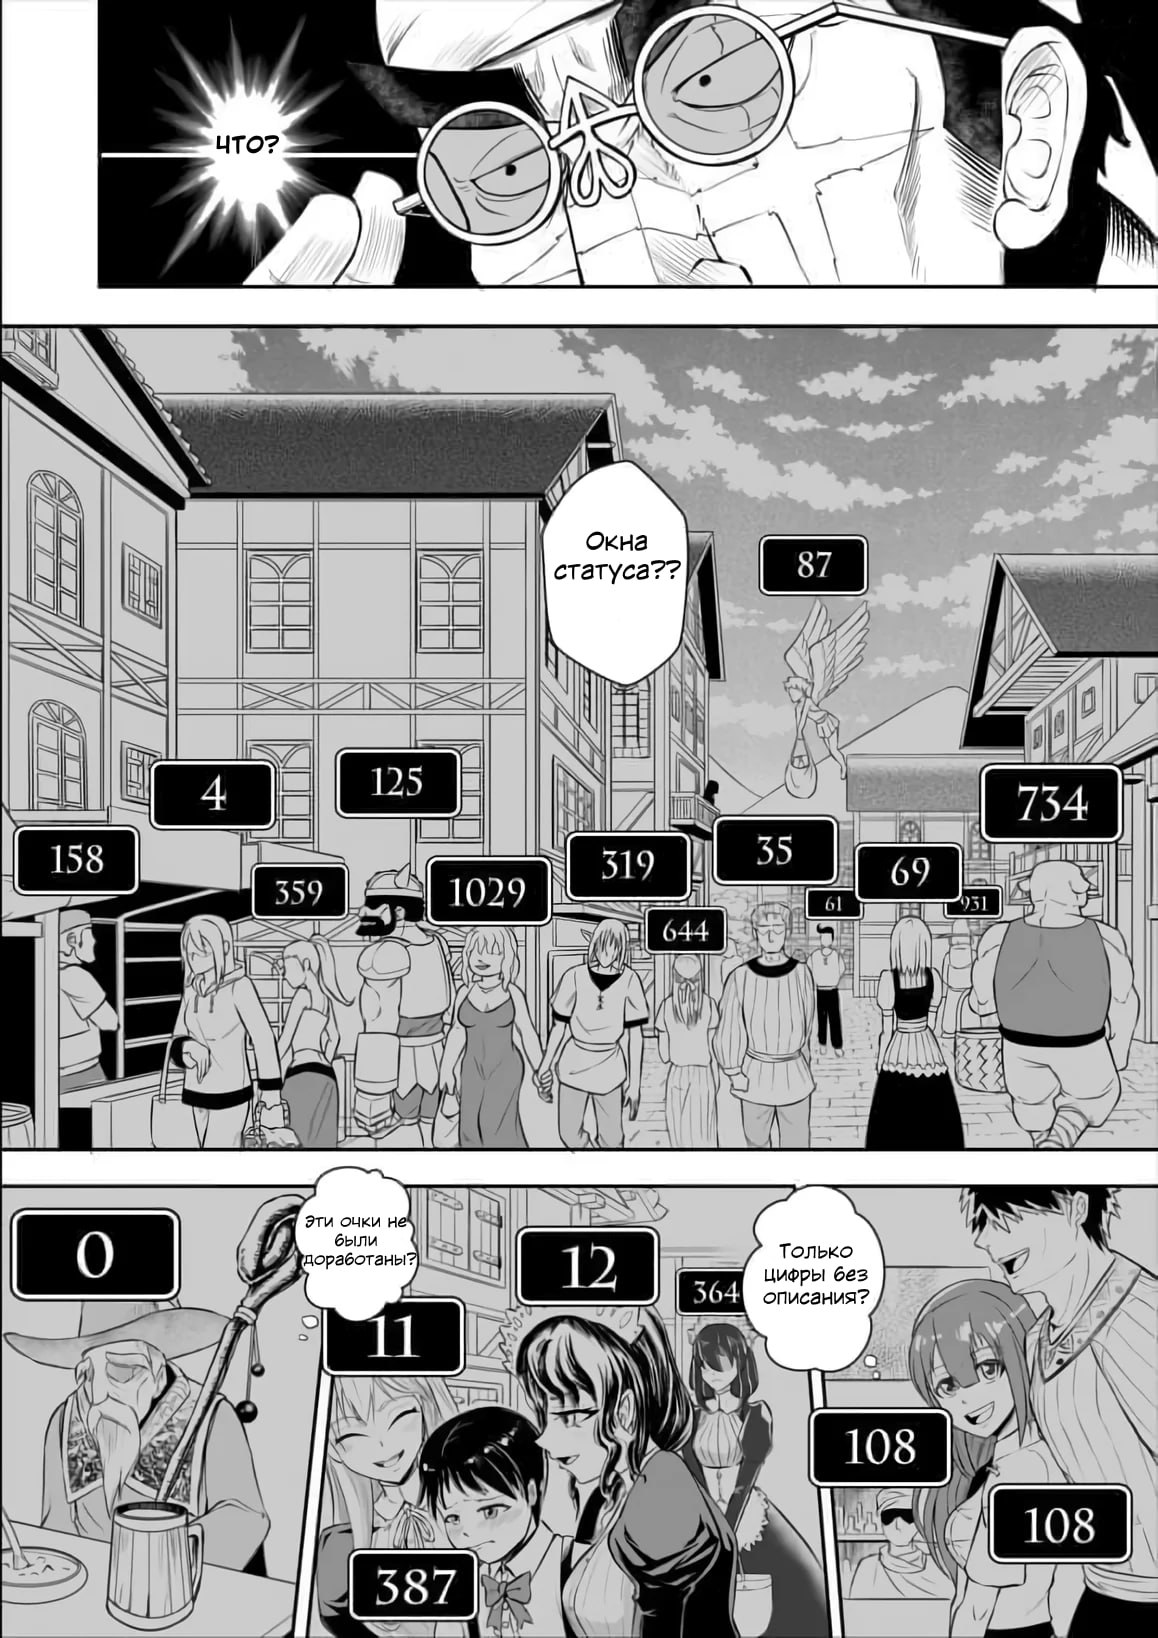 ЧТО?
Окна
статуса??
87
4
125
734
158
359
1029
319
35
69
61
931
644
0
Эти очки не
были
доработаны?
11
12
364
Только
цифры без
описания?
108
108
387